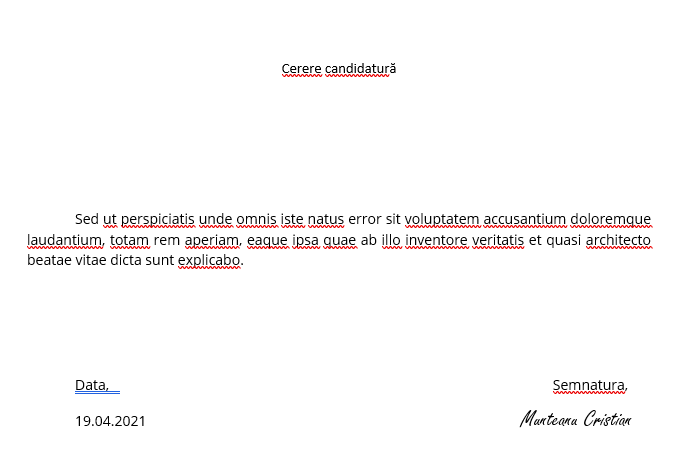 Cerere candidatură
Sed ut perspiciatis unde omnis iste natus error sit voluptatem accusantium doloremque
laudantium, totam rem aperiam, eaque ipsa quae ab illo inventore veritatis et quasi architecto
beatae vitae dicta sunt explicabo.
Data, Semnatura,
19.04.2021 Munteanu Cristian